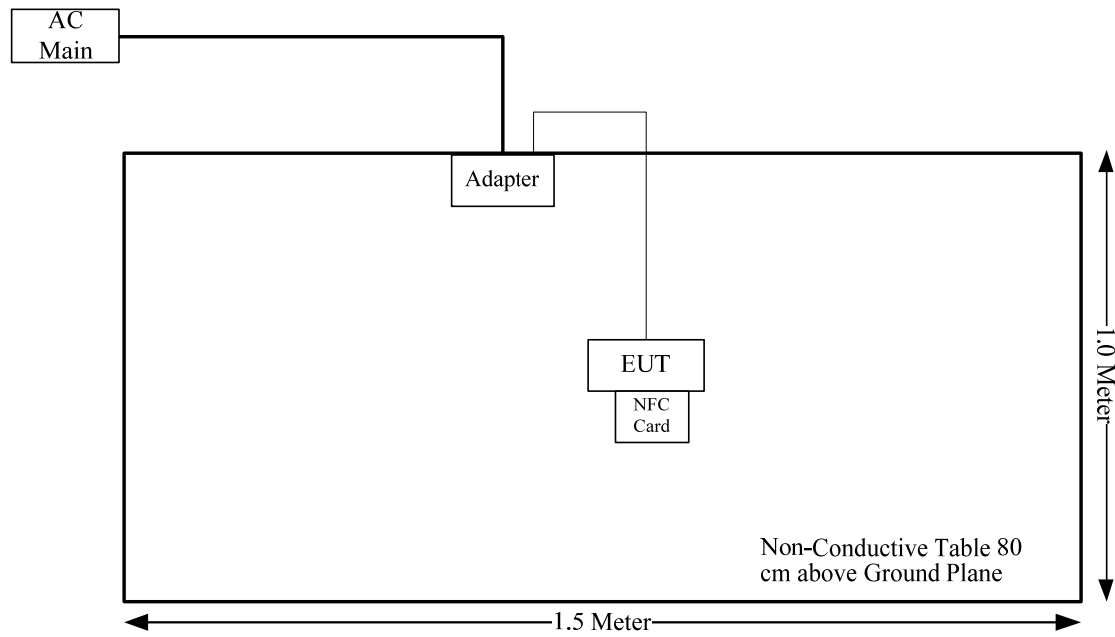 AC
Main
Adapter
EUT
NFC
Card
1.0 Meter
Non-Conductive Table 80
cm above Ground Plane
1.5 Meter